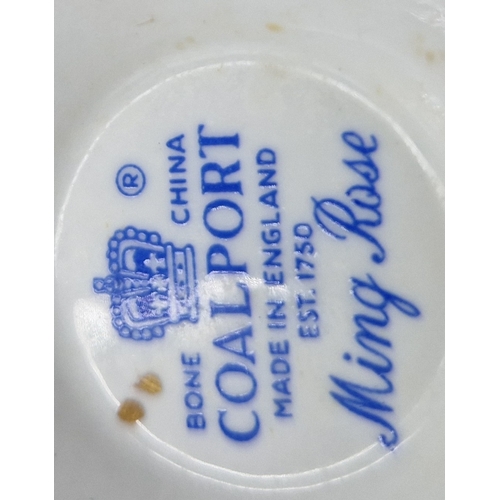 ®
BONE CHINA
COALPORT
MADE IN ENGLAND
EST. 1750
Ming Rose